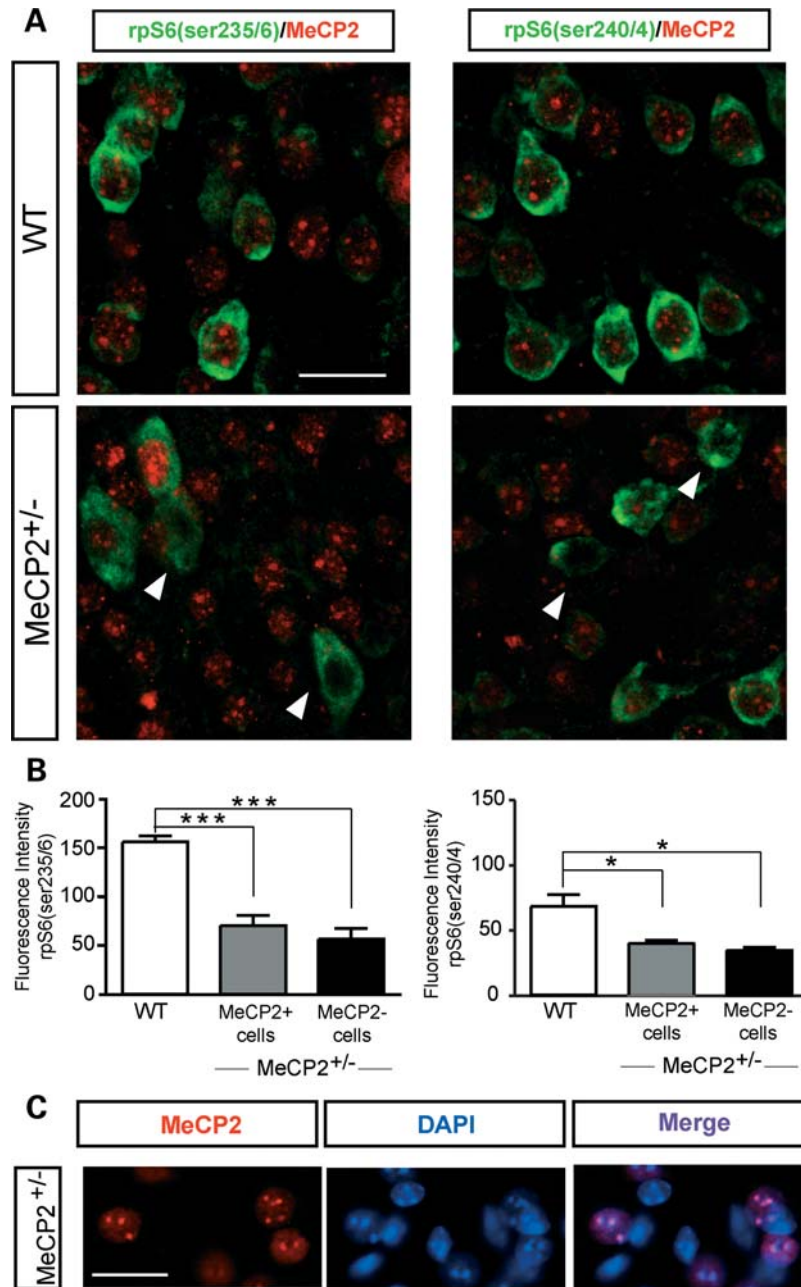 A
rpS6(ser235/6)/MeCP2
rpS6(ser240/4)/MeCP2
WT
MeCP2+/-
B
Fluorescence Intensity
rpS6(ser235/6)
200
150
100
50
0
***
***
WT
MeCP2+
cells
MeCP2-
cells
MeCP2+/-
Fluorescence Intensity
rpS6(ser240/4)
150
100
50
0
*
*
WT
MeCP2+
cells
MeCP2-
cells
MeCP2+/-
C
MeCP2
DAPI
Merge
MeCP2+/-